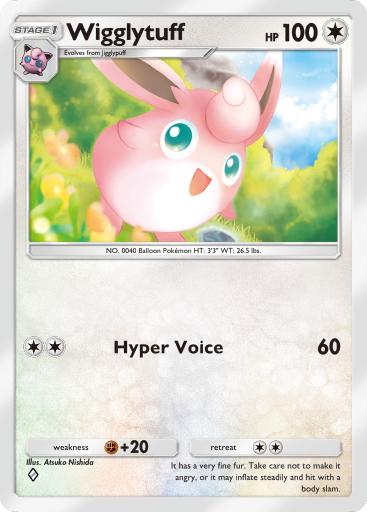 STAGE 1 Wigglytuff HP 100
Evolves from Jigglypuff
NO. 0040 Balloon Pokémon HT: 3'3" WT: 26.5 lbs.
Hyper Voice 60
weakness +20 retreat
Illus. Atsuko Nishida
It has a very fine fur. Take care not to make it
angry, or it may inflate steadily and hit with a
body slam.